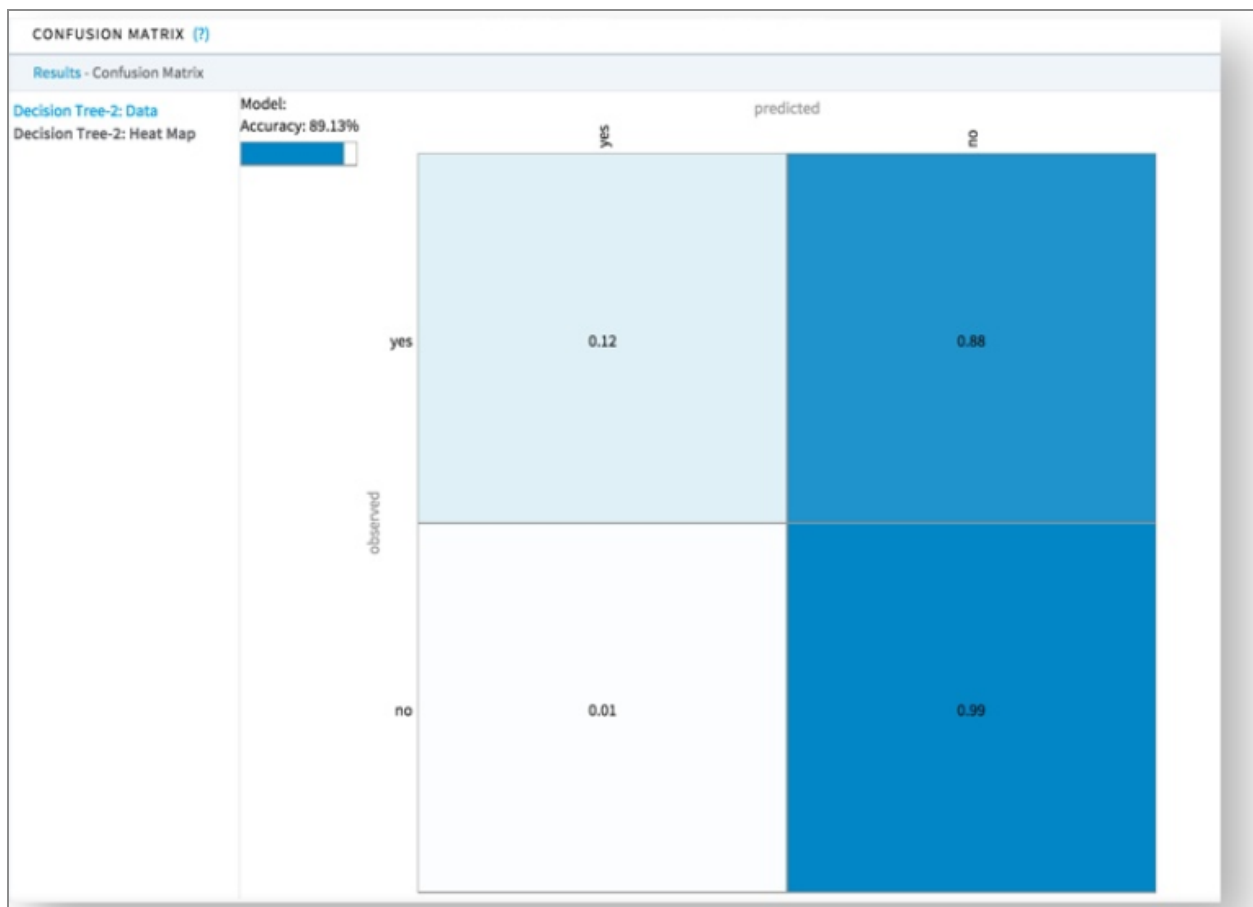 CONFUSION MATRIX (?)
Results - Confusion Matrix
Decision Tree-2: Data
Decision Tree-2: Heat Map
Model:
Accuracy: 89.13%
predicted
yes
no
yes
0.12
0.88
observed
no
0.01
0.99